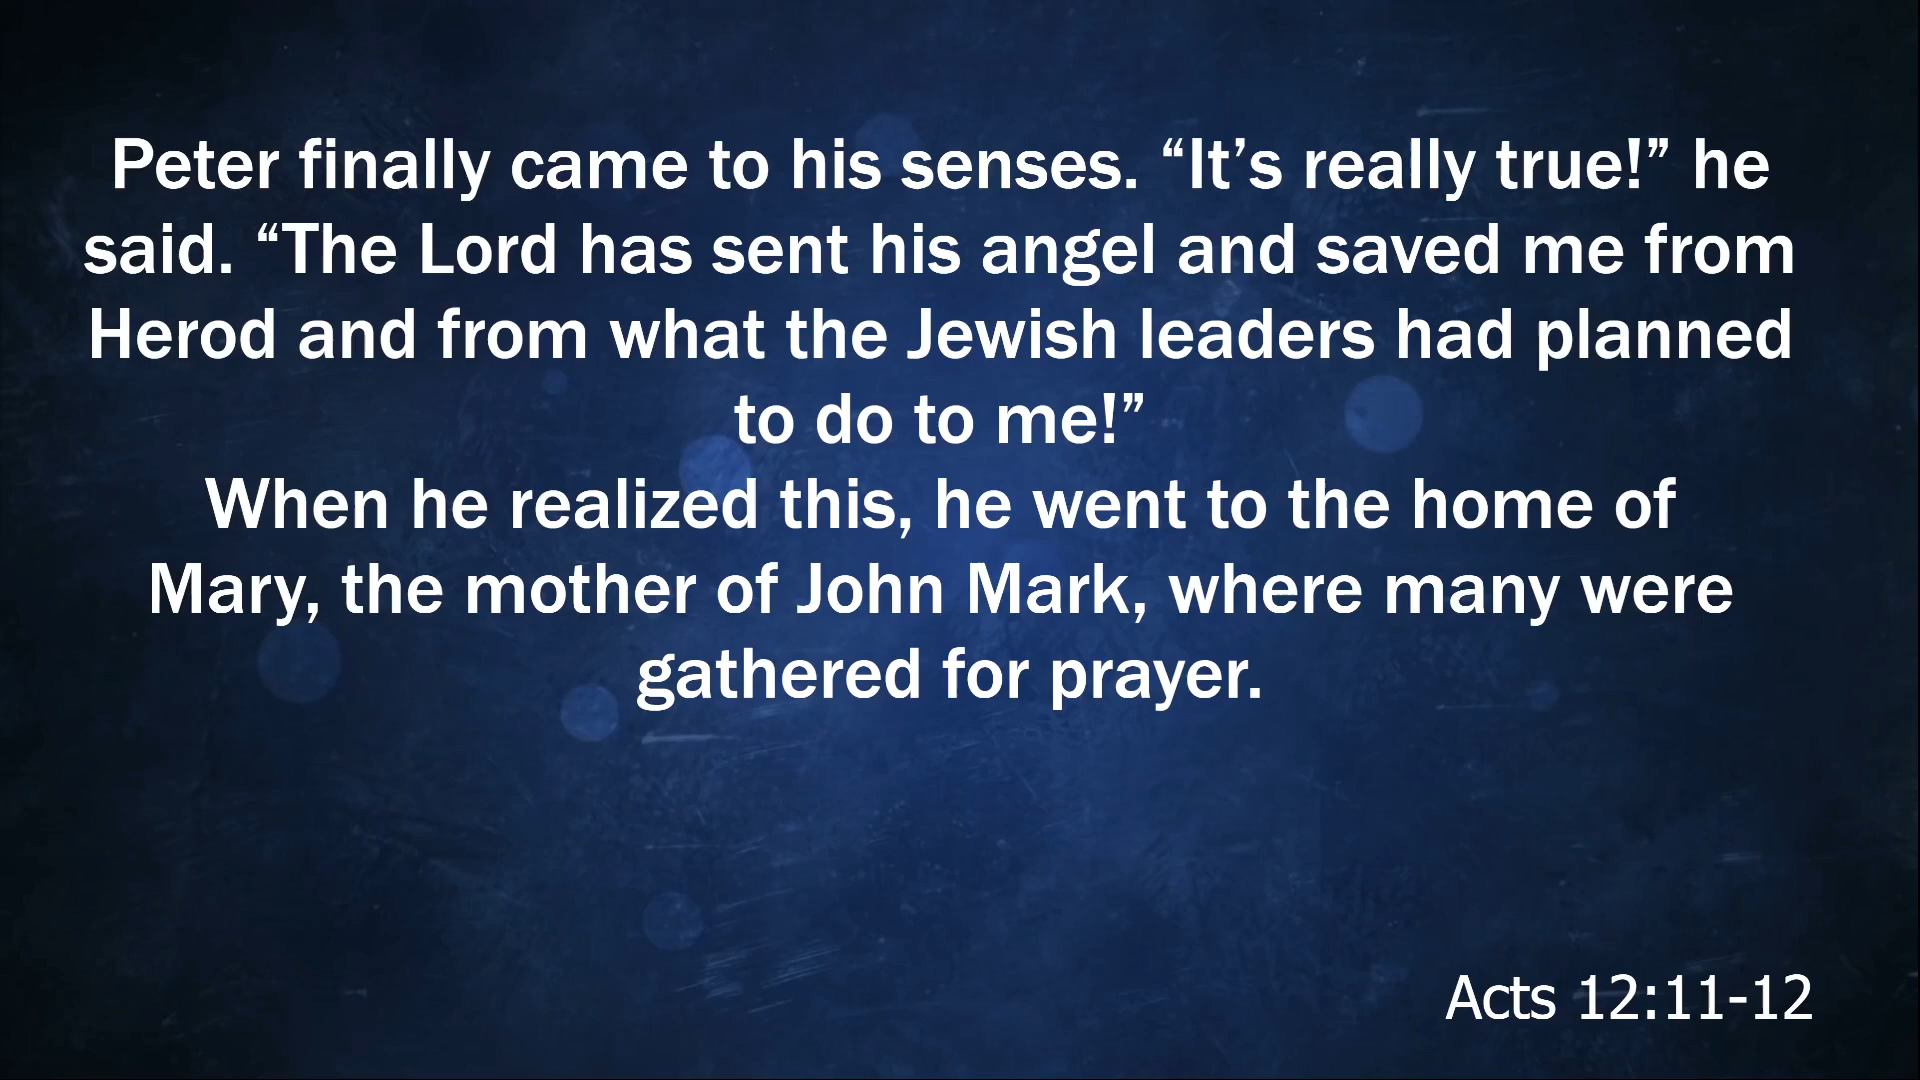 Peter finally came to his senses. “It’s really true!” he
said. “The Lord has sent his angel and saved me from
Herod and from what the Jewish leaders had planned
to do to me!”
When he realized this, he went to the home of
Mary, the mother of John Mark, where many were
gathered for prayer.
Acts 12:11-12